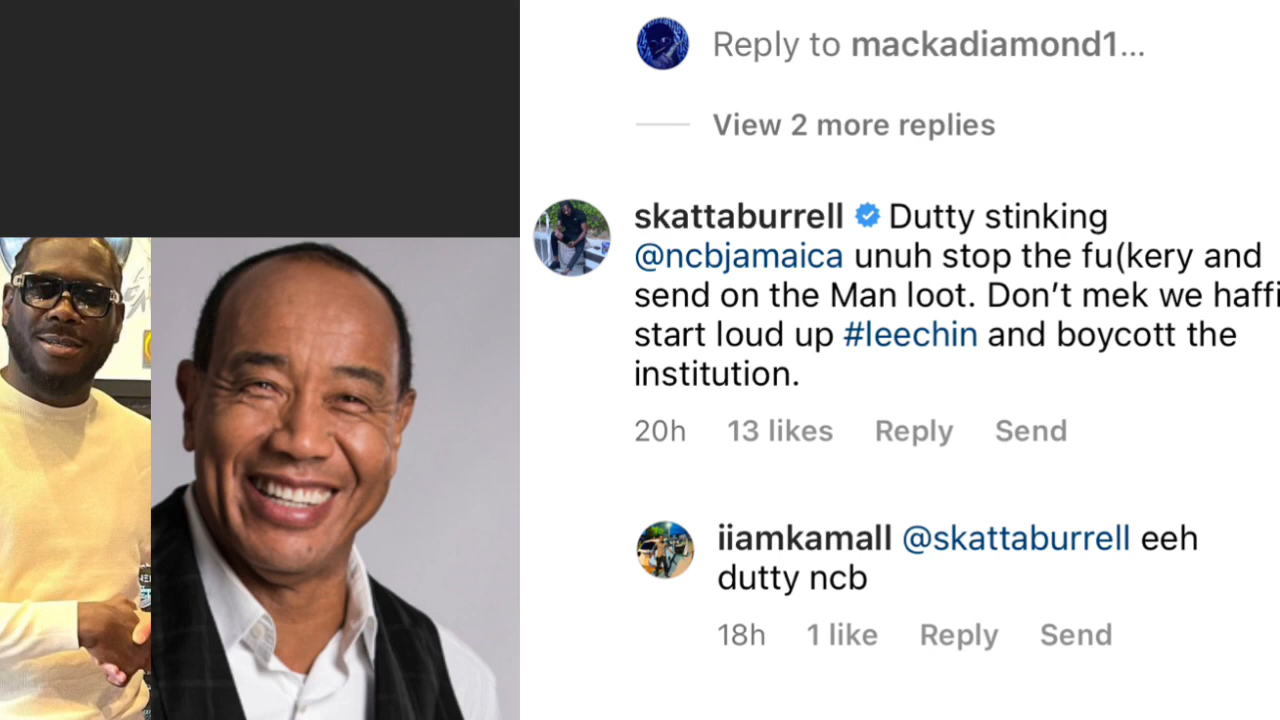 Reply to mackadiamond1...
View 2 more replies
skattaburrell Dutty stinking
@ncbjamaica unuh stop the fu(kery and
send on the Man loot. Don't mek we haffi
start loud up #leechin and boycott the
institution.
20h 13 likes Reply Send
iiamkamall @skattaburrell eeh
dutty ncb
18h 1 like Reply Send